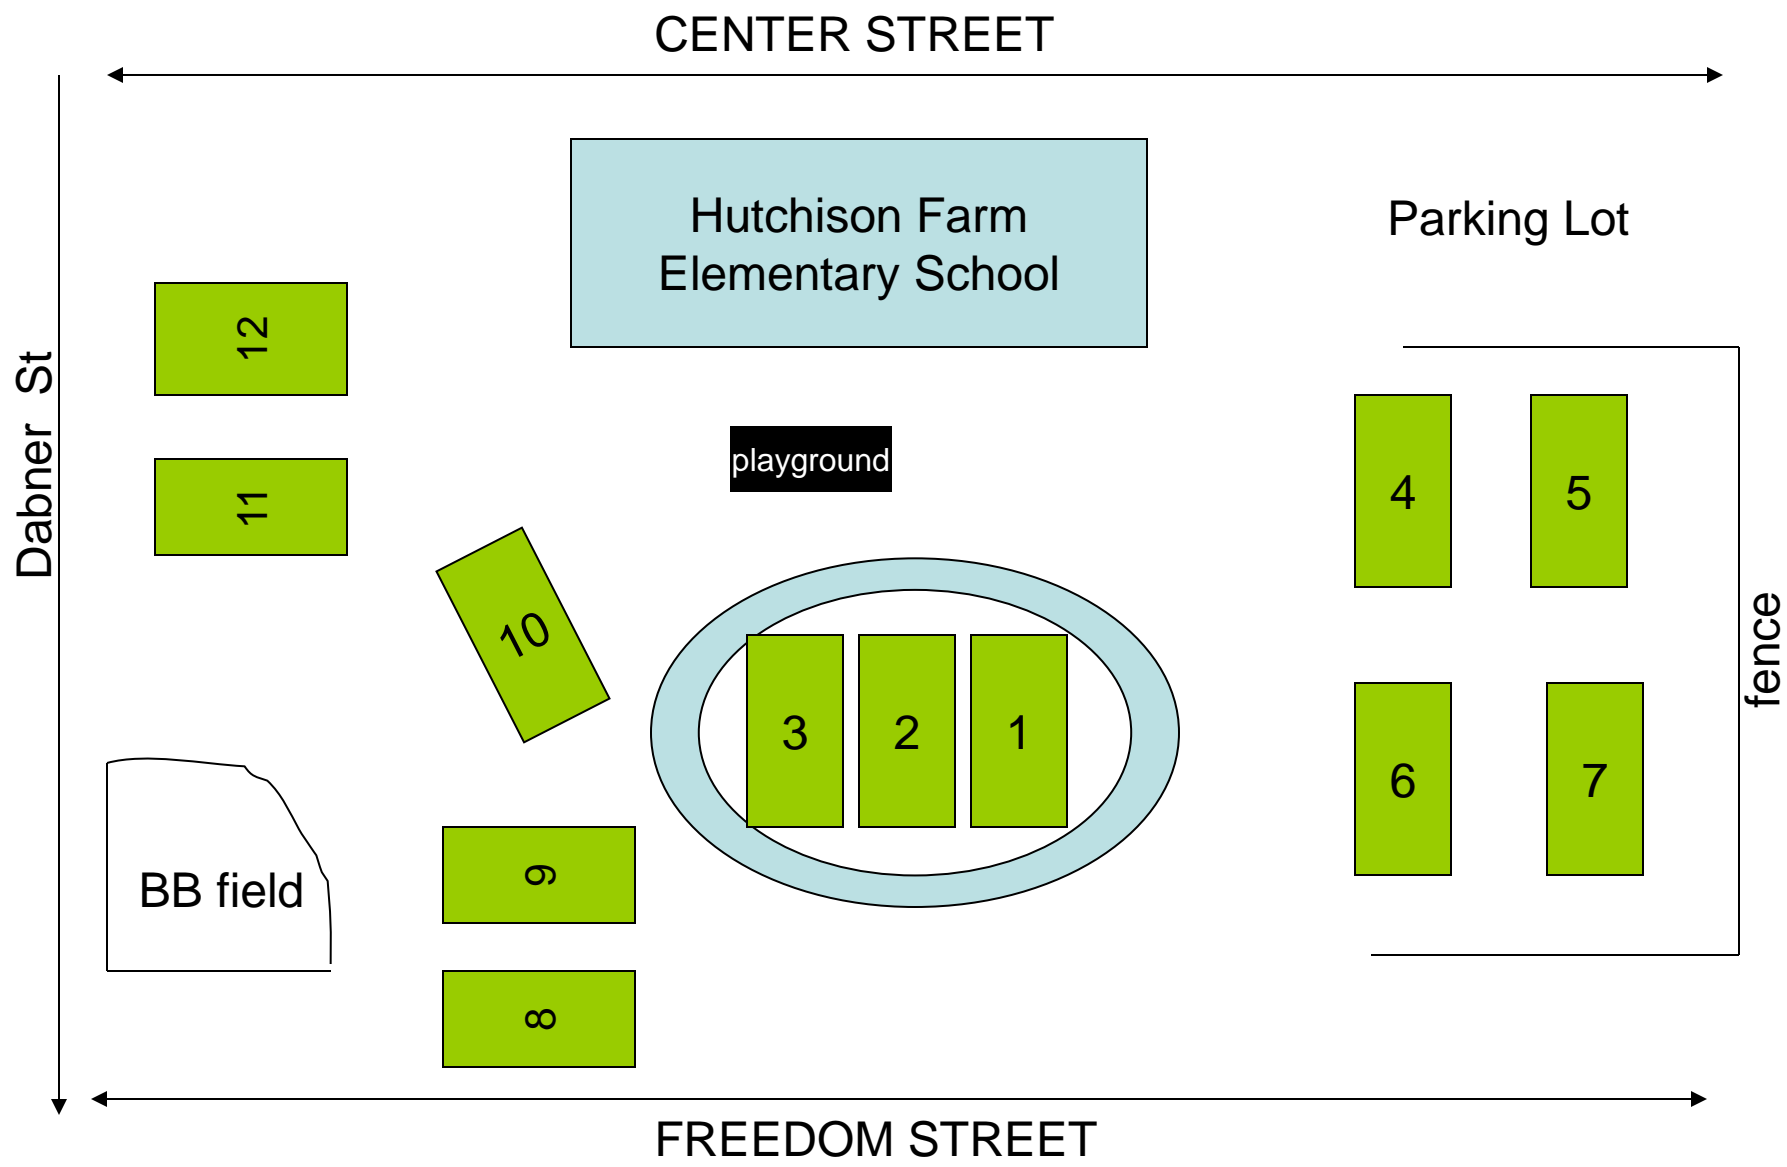 CENTER STREET
Hutchison Farm
Elementary School
Parking Lot
12
Dabner St
playground
11
4
5
10
fence
3
2
1
6
7
BB field
9
8
FREEDOM STREET